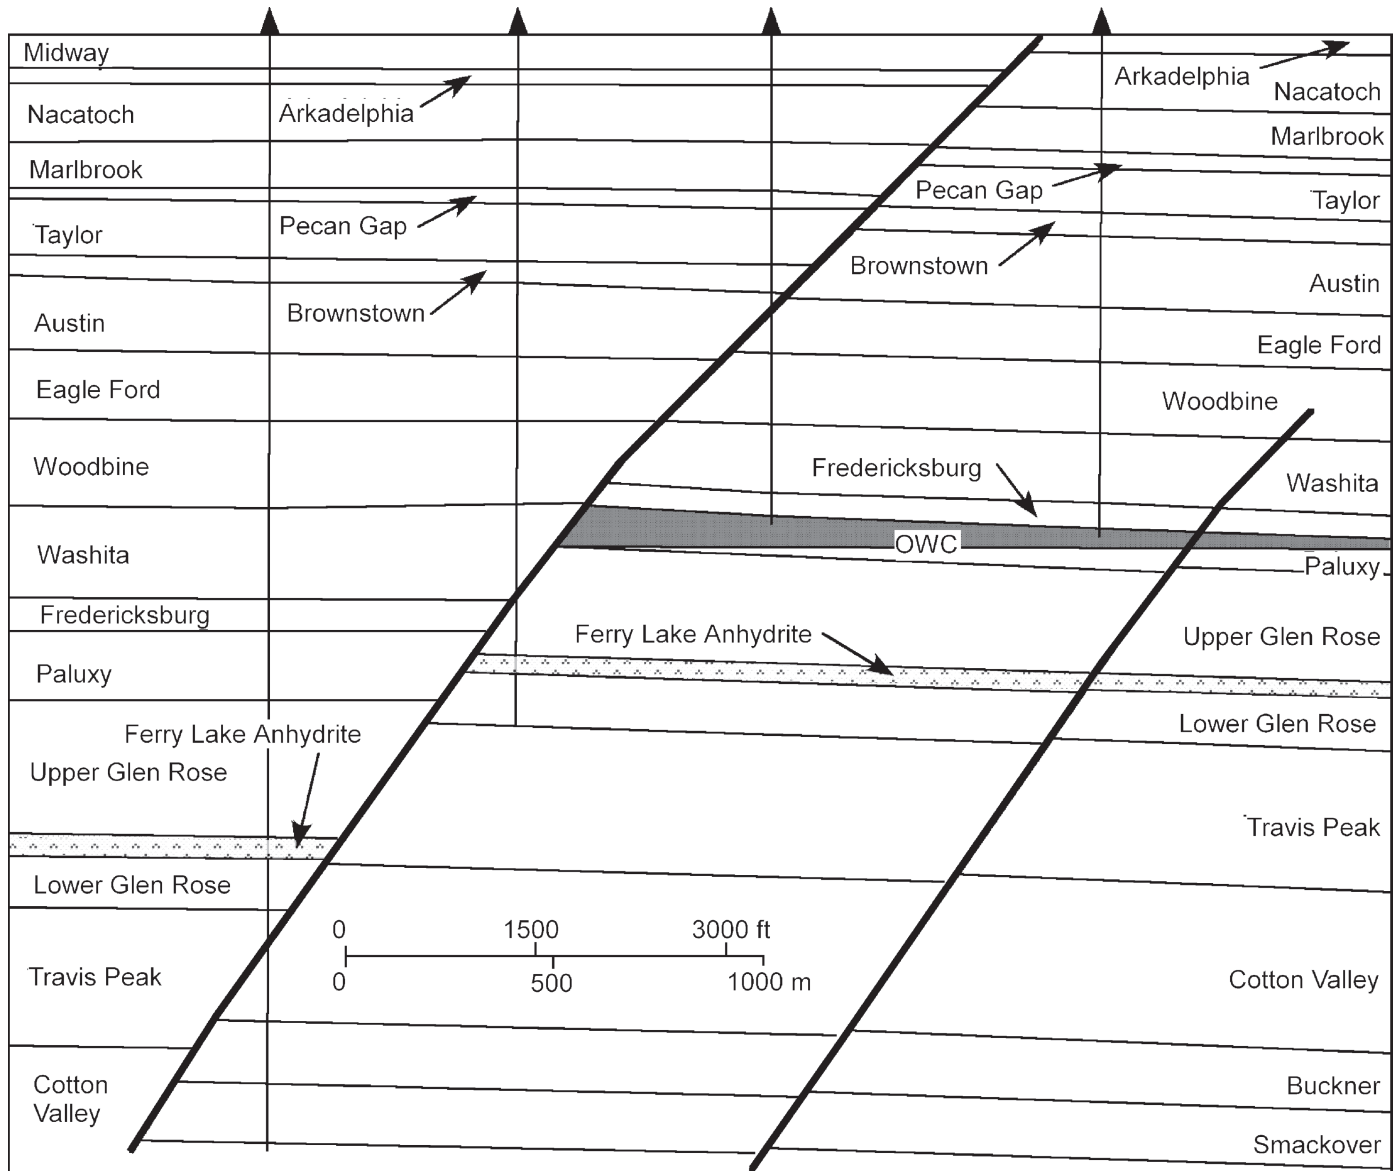 Midway
Arkadelphia
Nacatoch
Arkadelphia
Nacatoch
Marlbrook
Marlbrook
Pecan Gap
Taylor
Pecan Gap
Taylor
Brownstown
Austin
Brownstown
Austin
Eagle Ford
Eagle Ford
Woodbine
Woodbine
Fredericksburg
Washita
OWC
Washita
Paluxy
Fredericksburg
Ferry Lake Anhydrite
Upper Glen Rose
Paluxy
Lower Glen Rose
Ferry Lake Anhydrite
Upper Glen Rose
Travis Peak
Lower Glen Rose
0 1500 3000 ft
Travis Peak
0 500 1000 m
Cotton Valley
Cotton
Valley
Buckner
Smackover